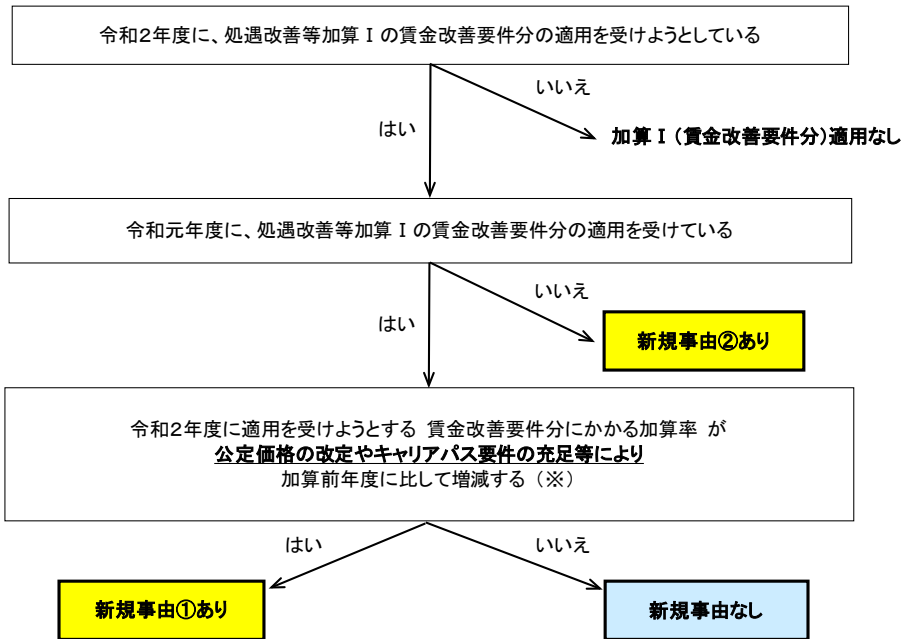 令和2年度に、処遇改善等加算Ⅰの賃金改善要件分の適用を受けようとしている
いいえ
はい
加算Ⅰ(賃金改善要件分)適用なし
令和元年度に、処遇改善等加算Ⅰの賃金改善要件分の適用を受けている
いいえ
はい
新規事由②あり
令和2年度に適用を受けようとする 賃金改善要件分にかかる加算率 が
公定価格の改定やキャリアパス要件の充足等により
加算前年度に比して増減する (※)
はい
いいえ
新規事由①あり
新規事由なし